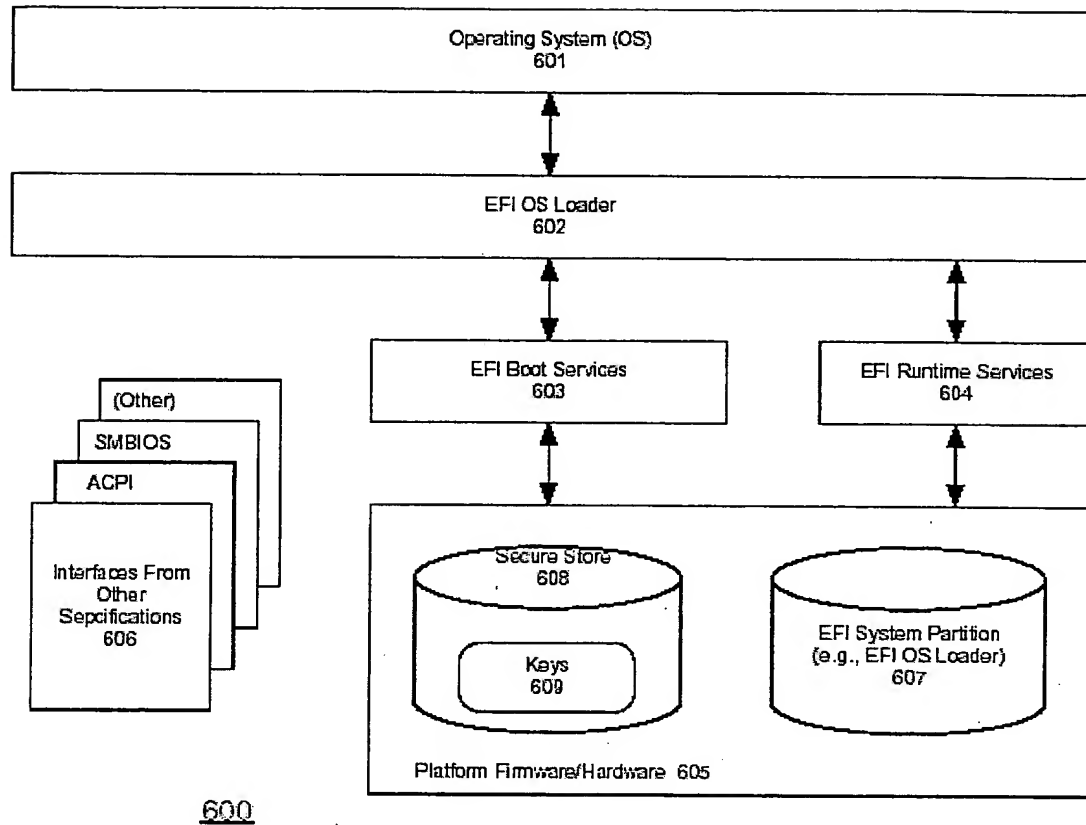 Operating System (OS)
601
EFI OS Loader
602
EFI Boot Services
603
EFI Runtime Services
604
(Other)
SMBIOS
ACPI
Interfaces From
Other
Sepcifications
606
Secure Store
608
Keys
609
EFI System Partition
(e.g., EFI OS Loader)
607
Platform Firmware/Hardware 605
600